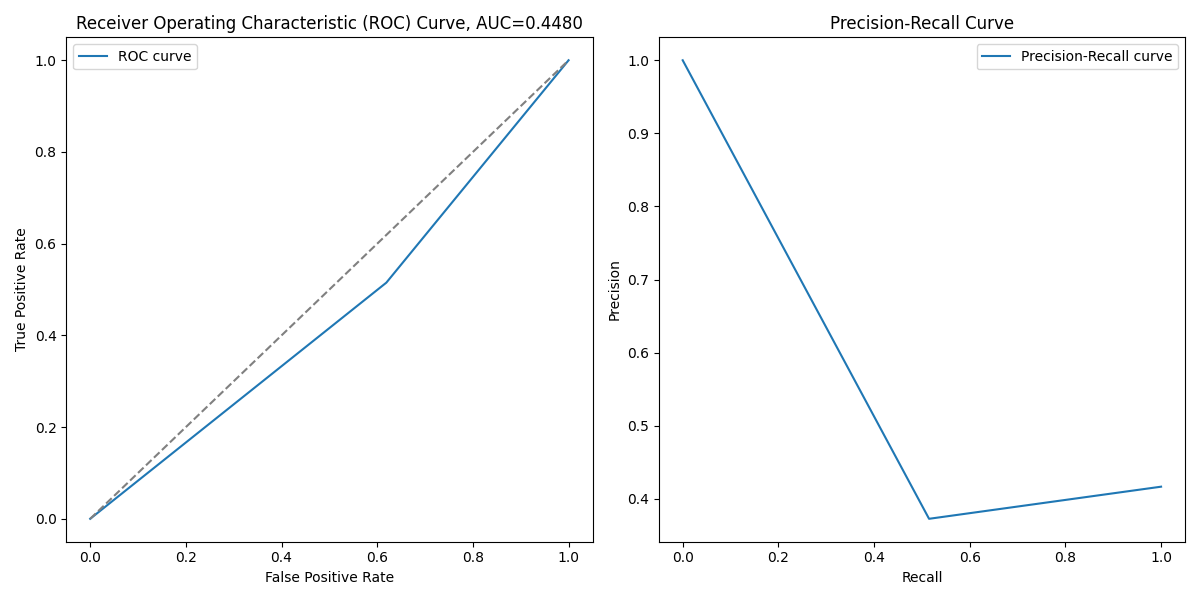 Receiver Operating Characteristic (ROC) Curve, AUC=0.4480
ROC curve
True Positive Rate
1.0
0.8
0.6
0.4
0.2
0.0
0.0 0.2 0.4 0.6 0.8 1.0
False Positive Rate
Precision-Recall Curve
Precision-Recall curve
Precision
1.0
0.9
0.8
0.7
0.6
0.5
0.4
0.0 0.2 0.4 0.6 0.8 1.0
Recall